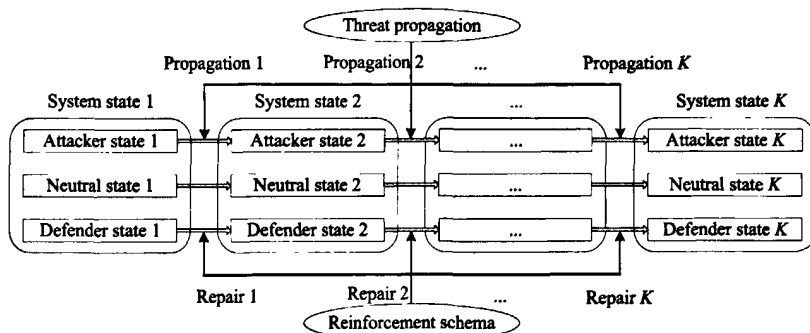 Threat propagation
Propagation 1 Propagation 2 ... Propagation K
System state 1 System state 2 ... System state K
Attacker state 1 Attacker state 2 ... Attacker state K
Neutral state 1 Neutral state 2 ... Neutral state K
Defender state 1 Defender state 2 ... Defender state K
Repair 1 Repair 2 ... Repair K
Reinforcement schema